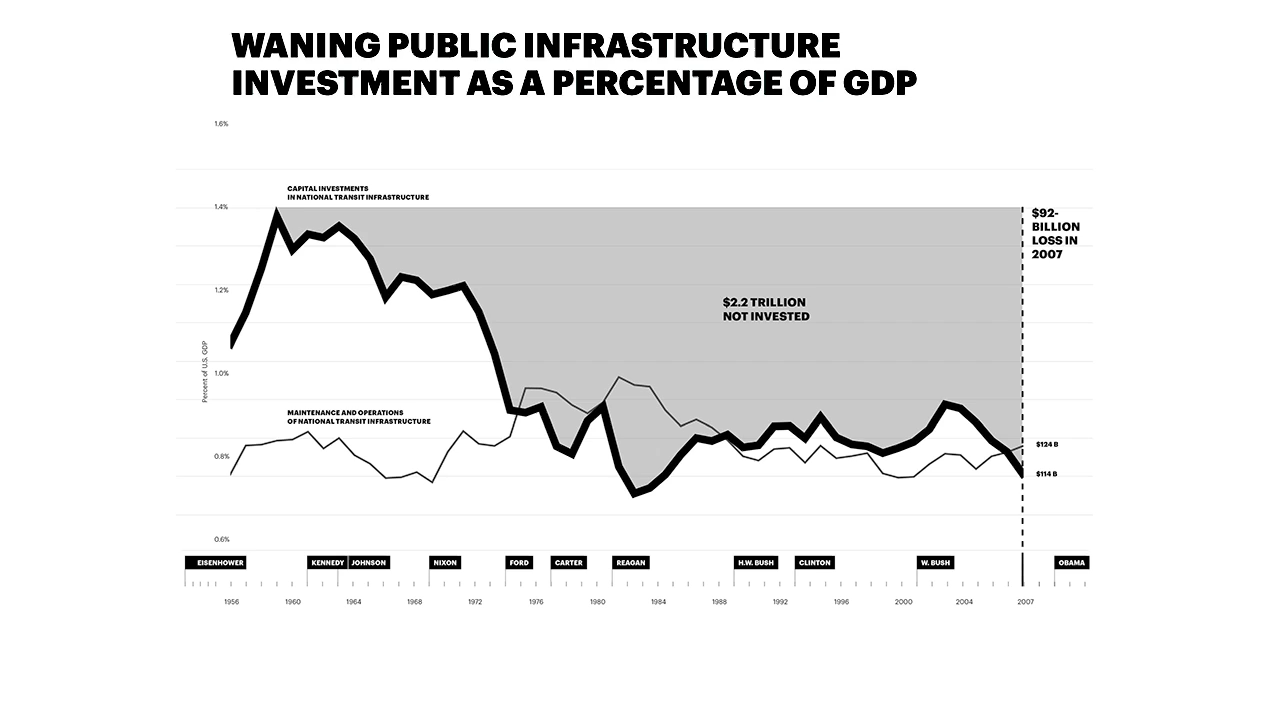 WANING PUBLIC INFRASTRUCTURE
INVESTMENT AS A PERCENTAGE OF GDP
1.6%
CAPITAL INVESTMENTS
IN NATIONAL TRANSIT INFRASTRUCTURE
1.4%
$92-
BILLION
LOSS IN
2007
1.2%
$2.2 TRILLION
NOT INVESTED
Percent of U.S. GDP
1.0%
MAINTENANCE AND OPERATIONS
OF NATIONAL TRANSIT INFRASTRUCTURE
$124 B
0.8%
$114 B
0.6%
EISENHOWER KENNEDY JOHNSON NIXON FORD CARTER REAGAN H.W. BUSH CLINTON W. BUSH OBAMA
1956 1960 1964 1968 1972 1976 1980 1984 1988 1992 1996 2000 2004 2007